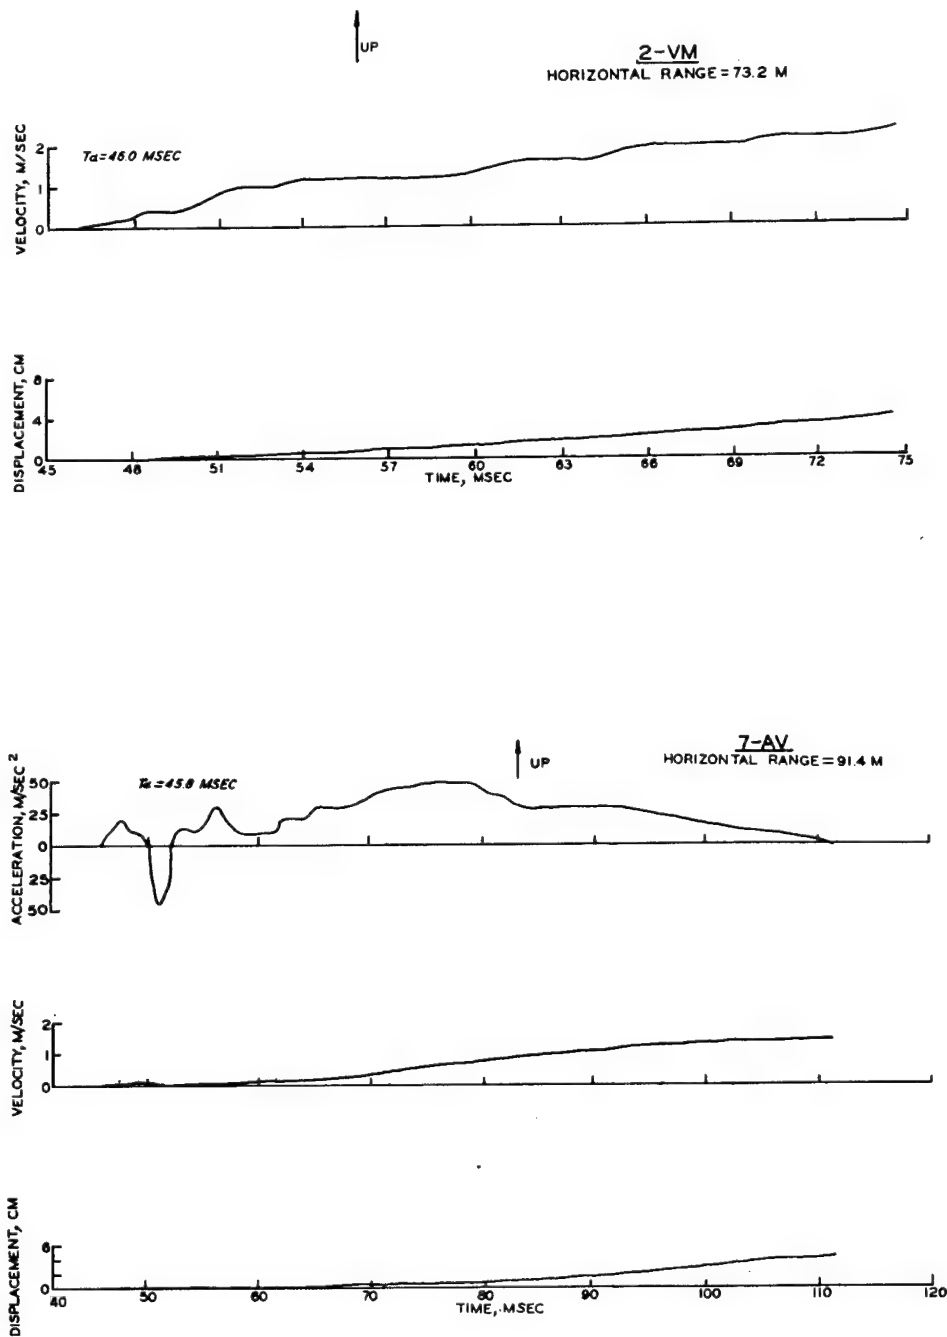 UP
2-VM
HORIZONTAL RANGE=73.2 M
VELOCITY, M/SEC
2
1
0
Ta=46.0 MSEC
DISPLACEMENT, CM
8
4
0
45 48 51 54 57 60 63 66 69 72 75
TIME, MSEC
UP
7-AV
HORIZONTAL RANGE=91.4 M
ACCELERATION, M/SEC2
50
25
0
25
50
Ta=45.8 MSEC
VELOCITY, M/SEC
2
1
0
DISPLACEMENT, CM
6
0
40 50 60 70 80 90 100 110 120
TIME, MSEC